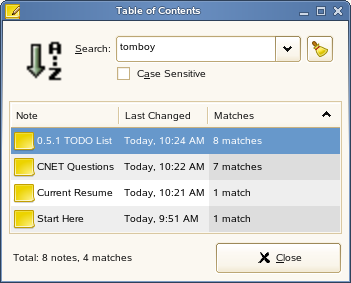 Table of Contents
A
Z
Search: tomboy
Case Sensitive
Note Last Changed Matches
0.5.1 TODO List Today, 10:24 AM 8 matches
CNET Questions Today, 10:22 AM 7 matches
Current Resume Today, 10:21 AM 1 match
Start Here Today, 9:51 AM 1 match
Total: 8 notes, 4 matches
Close